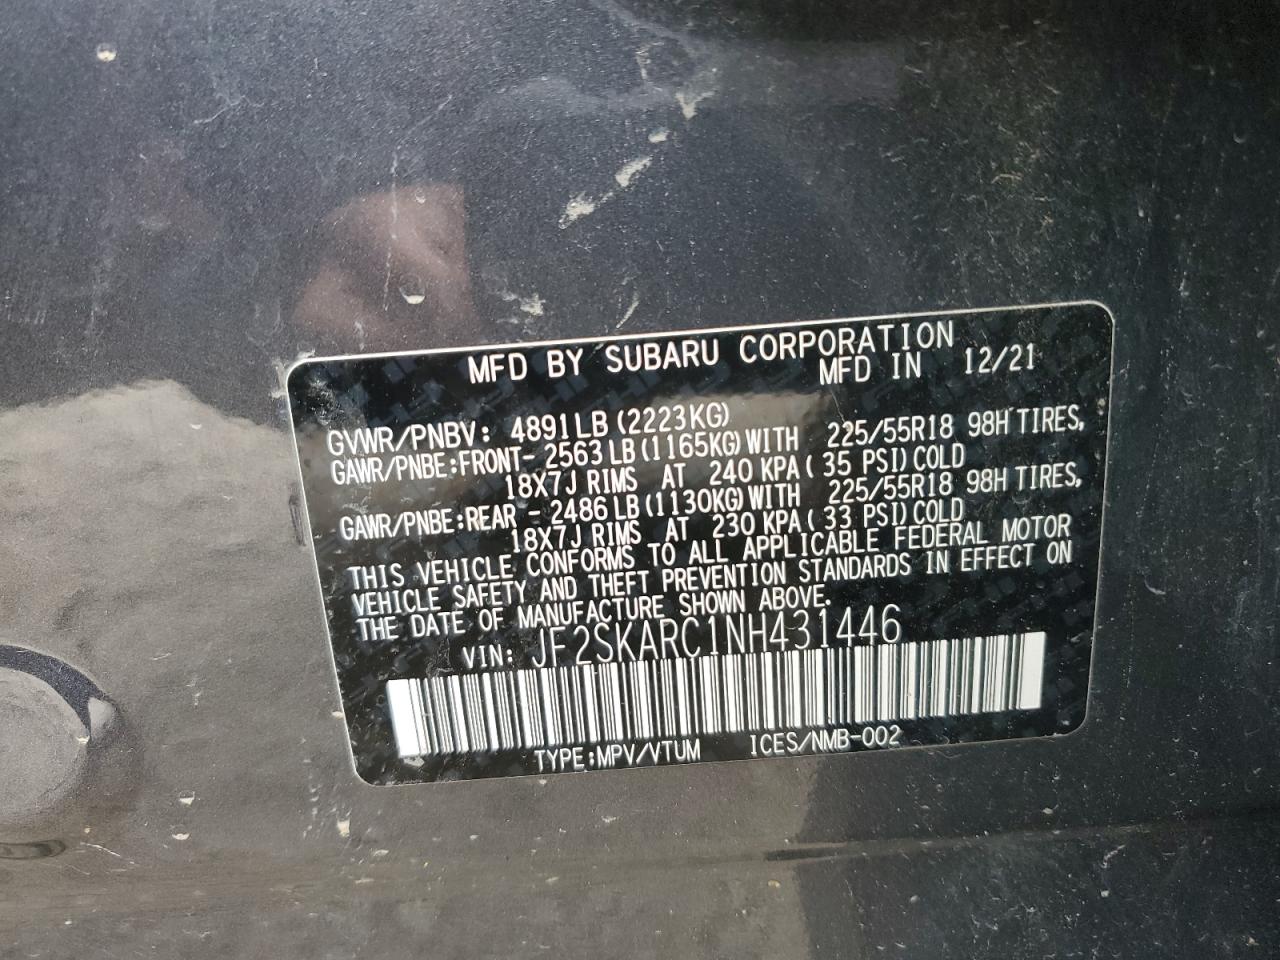 MFD BY SUBARU CORPORATION
MFD IN 12/21
GVWR/PNBV: 4891LB (2223KG)
GAWR/PNBE:FRONT- 2563 LB (1165KG) WITH 225/55R18 98H TIRES,
18X7J RIMS AT 240 KPA ( 35 PSI) COLD
GAWR/PNBE:REAR - 2486 LB (1130KG) WITH 225/55R18 98H TIRES,
18X7J RIMS AT 230 KPA ( 33 PSI) COLD
THIS VEHICLE CONFORMS TO ALL APPLICABLE FEDERAL MOTOR
VEHICLE SAFETY AND THEFT PREVENTION STANDARDS IN EFFECT ON
THE DATE OF MANUFACTURE SHOWN ABOVE.
VIN: JF2SKARC1NH431446
TYPE:MPV/VTUM ICES/NMB-002